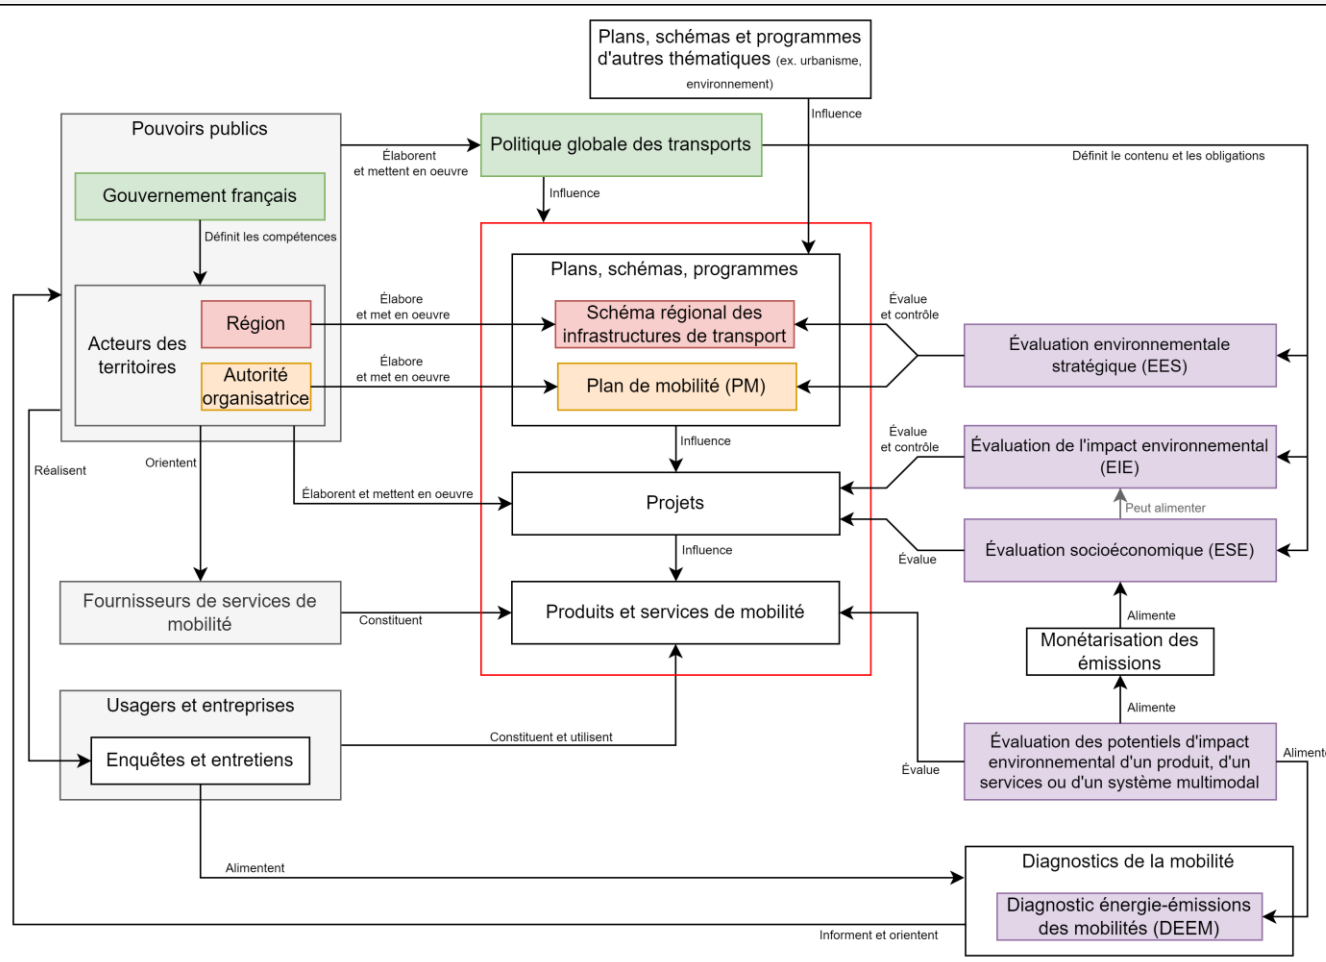 Plans, schémas et programmes
d'autres thématiques (ex. urbanisme,
environnement)
Influence
Pouvoirs publics
Élaborent
et mettent en oeuvre
Politique globale des transports
Définit le contenu et les obligations
Gouvernement français
Influence
Définit les compétences
Plans, schémas, programmes
Acteurs des
territoires
Région
Élabore
et met en oeuvre
Schéma régional des
infrastructures de transport
Évalue
et contrôle
Évaluation environnementale
stratégique (EES)
Autorité
organisatrice
Élabore
et met en oeuvre
Plan de mobilité (PM)
Influence
Évalue
et contrôle
Évaluation de l'impact environnemental
(EIE)
Réalisent
Orientent
Élaborent et mettent en oeuvre
Projets
Peut alimenter
Influence
Évalue
Évaluation socioéconomique (ESE)
Fournisseurs de services de
mobilité
Constituent
Produits et services de mobilité
Alimente
Monétarisation des
émissions
Alimente
Usagers et entreprises
Enquêtes et entretiens
Constituent et utilisent
Évalue
Évaluation des potentiels d'impact
environnemental d'un produit, d'un
services ou d'un système multimodal
Alimente
Alimentent
Diagnostics de la mobilité
Diagnostic énergie-émissions
des mobilités (DEEM)
Informent et orientent